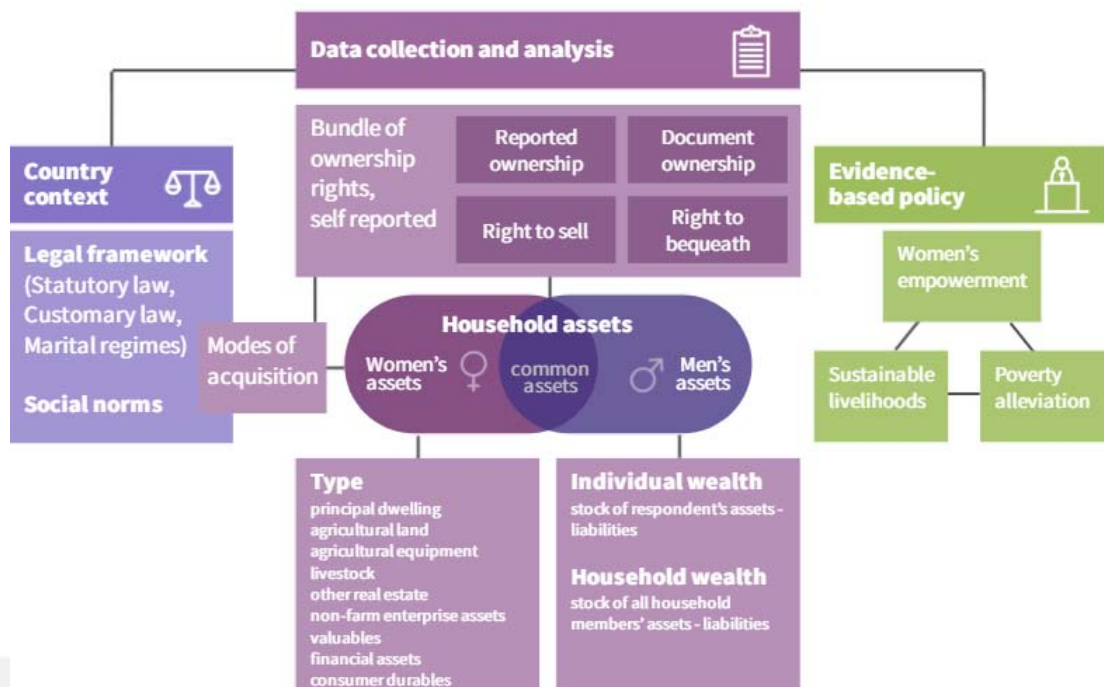 Data collection and analysis
Country
context
Legal framework
(Statutory law,
Customary law,
Marital regimes)
Social norms
Bundle of
ownership
rights,
self reported
Reported
ownership
Document
ownership
Right to sell
Right to
bequeath
Modes of
acquisition
Household assets
Women's
assets
common
assets
Men's
assets
Type
principal dwelling
agricultural land
agricultural equipment
livestock
other real estate
non-farm enterprise assets
valuables
financial assets
consumer durables
Individual wealth
stock of respondent's assets -
liabilities
Household wealth
stock of all household
members' assets - liabilities
Evidence-
based policy
Women's
empowerment
Sustainable
livelihoods
Poverty
alleviation